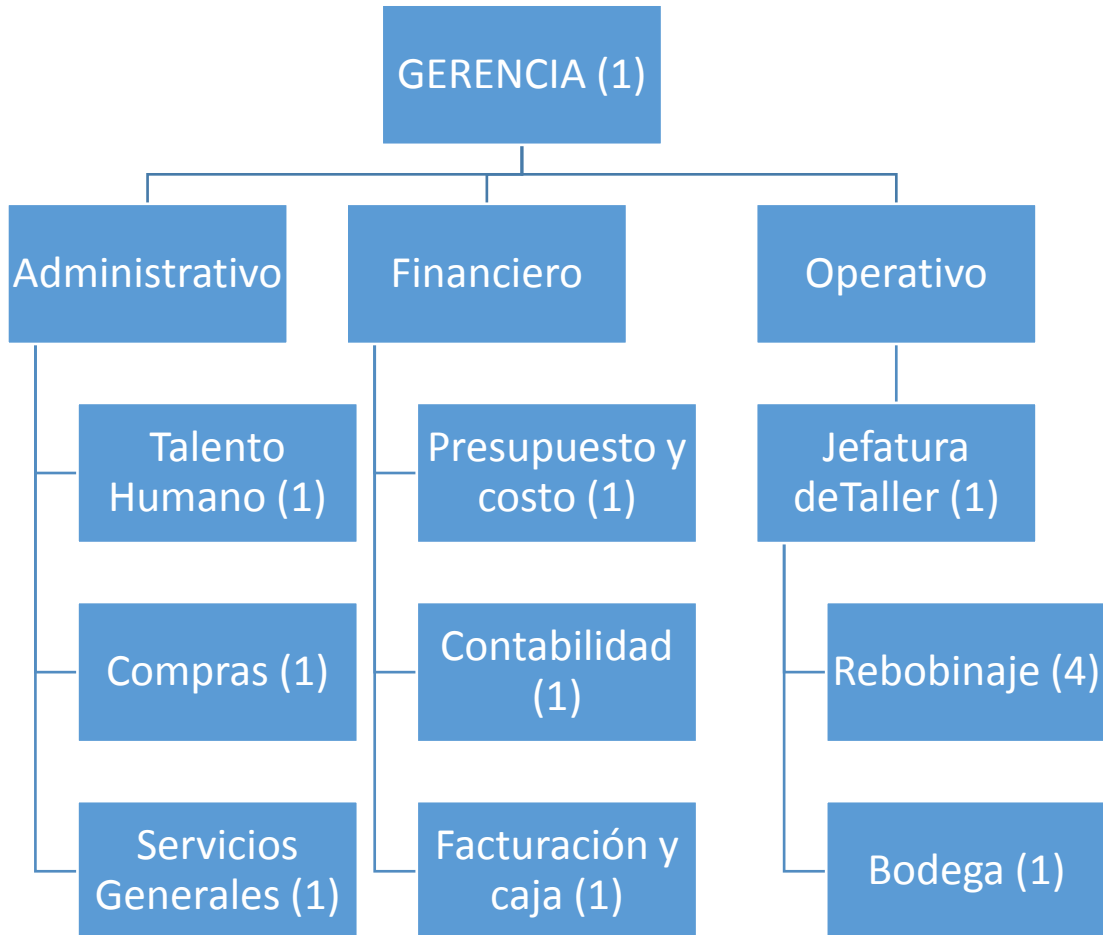 GERENCIA (1)
Administrativo
Financiero
Operativo
Talento
Humano (1)
Presupuesto y
costo (1)
Jefatura
deTaller (1)
Compras (1)
Contabilidad
(1)
Rebobinaje (4)
Servicios
Generales (1)
Facturación y
caja (1)
Bodega (1)